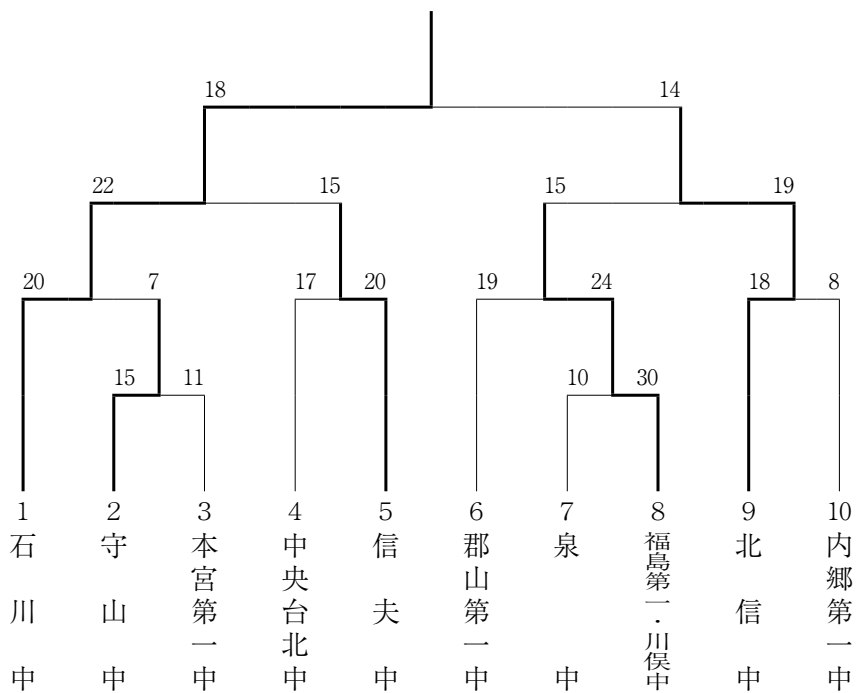 18 14
22 15 15 19
20 7 17 20 19 24 18 8
15 11 10 30
1 2 3 4 5 6 7 8 9 10
石川中
守山中
本宮第一中
中央台北中
信夫中
郡山第一中
泉中
福島第一・川俣中
北信中
内郷第一中